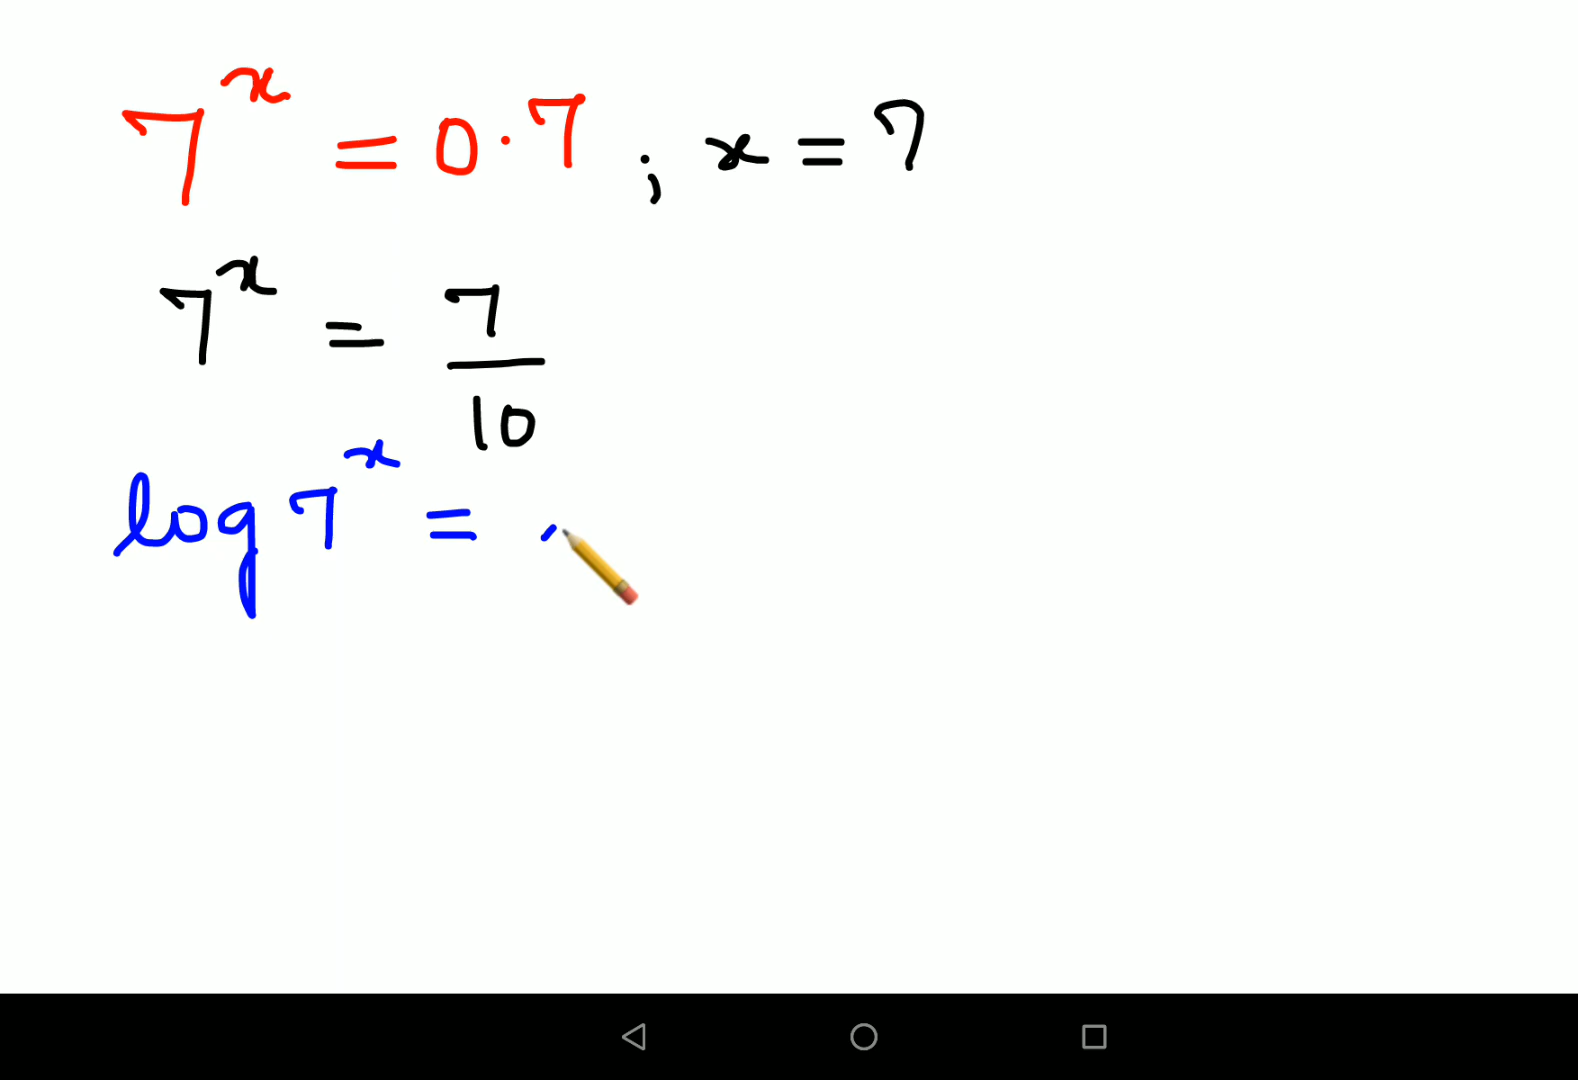 7^x = 0.7 ; x = ?
7^x = 7/10
log 7^x =